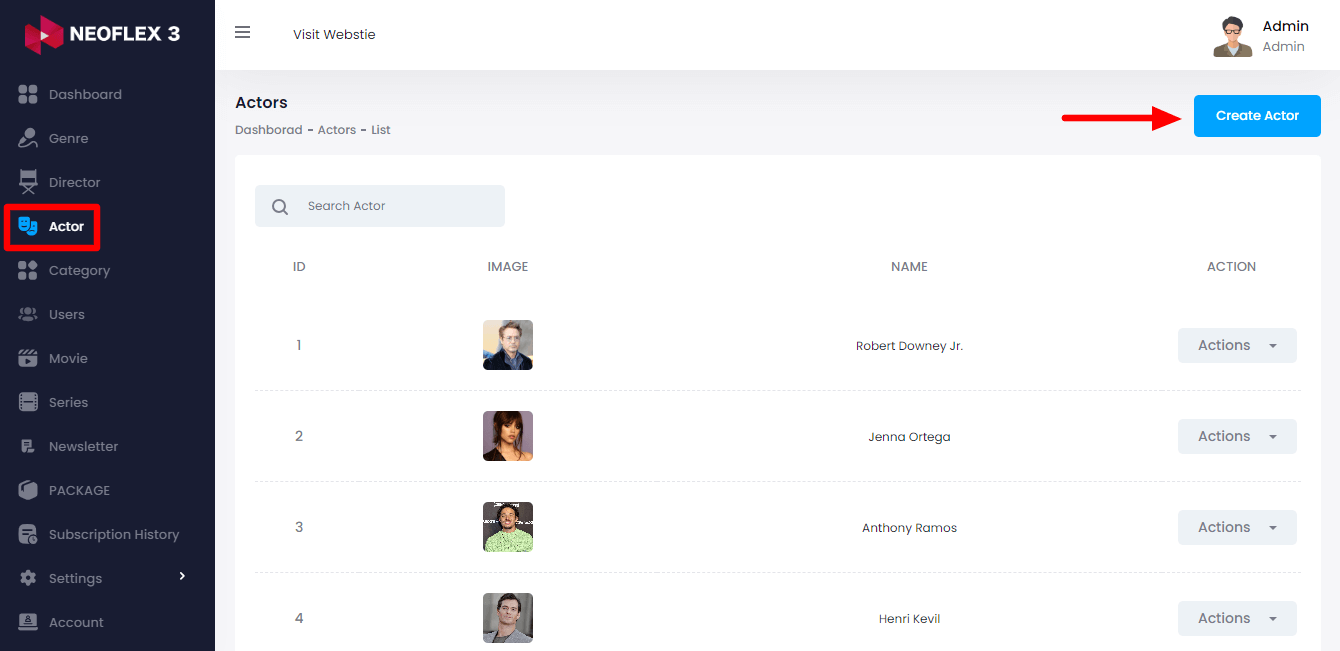 NEOFLEX 3
Visit Webstie
Admin
Admin
Dashboard
Genre
Director
Actor
Category
Users
Movie
Series
Newsletter
PACKAGE
Subscription History
Settings
Account
Actors
Dashborad - Actors - List
Create Actor
Search Actor
ID IMAGE NAME ACTION
1 Robert Downey Jr. Actions
2 Jenna Ortega Actions
3 Anthony Ramos Actions
4 Henri Kevil Actions